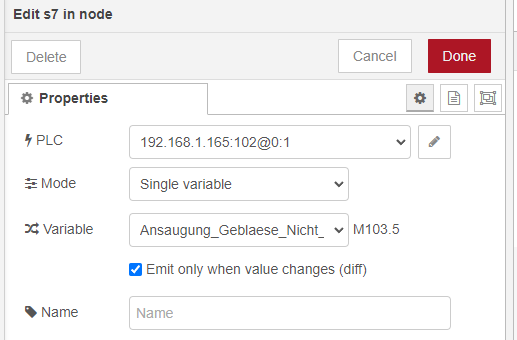 Edit s7 in node
Delete Cancel Done
Properties
PLC 192.168.1.165:102@0:1
Mode Single variable
Variable Ansaugung_Geblaese_Nicht_ M103.5
Emit only when value changes (diff)
Name Name